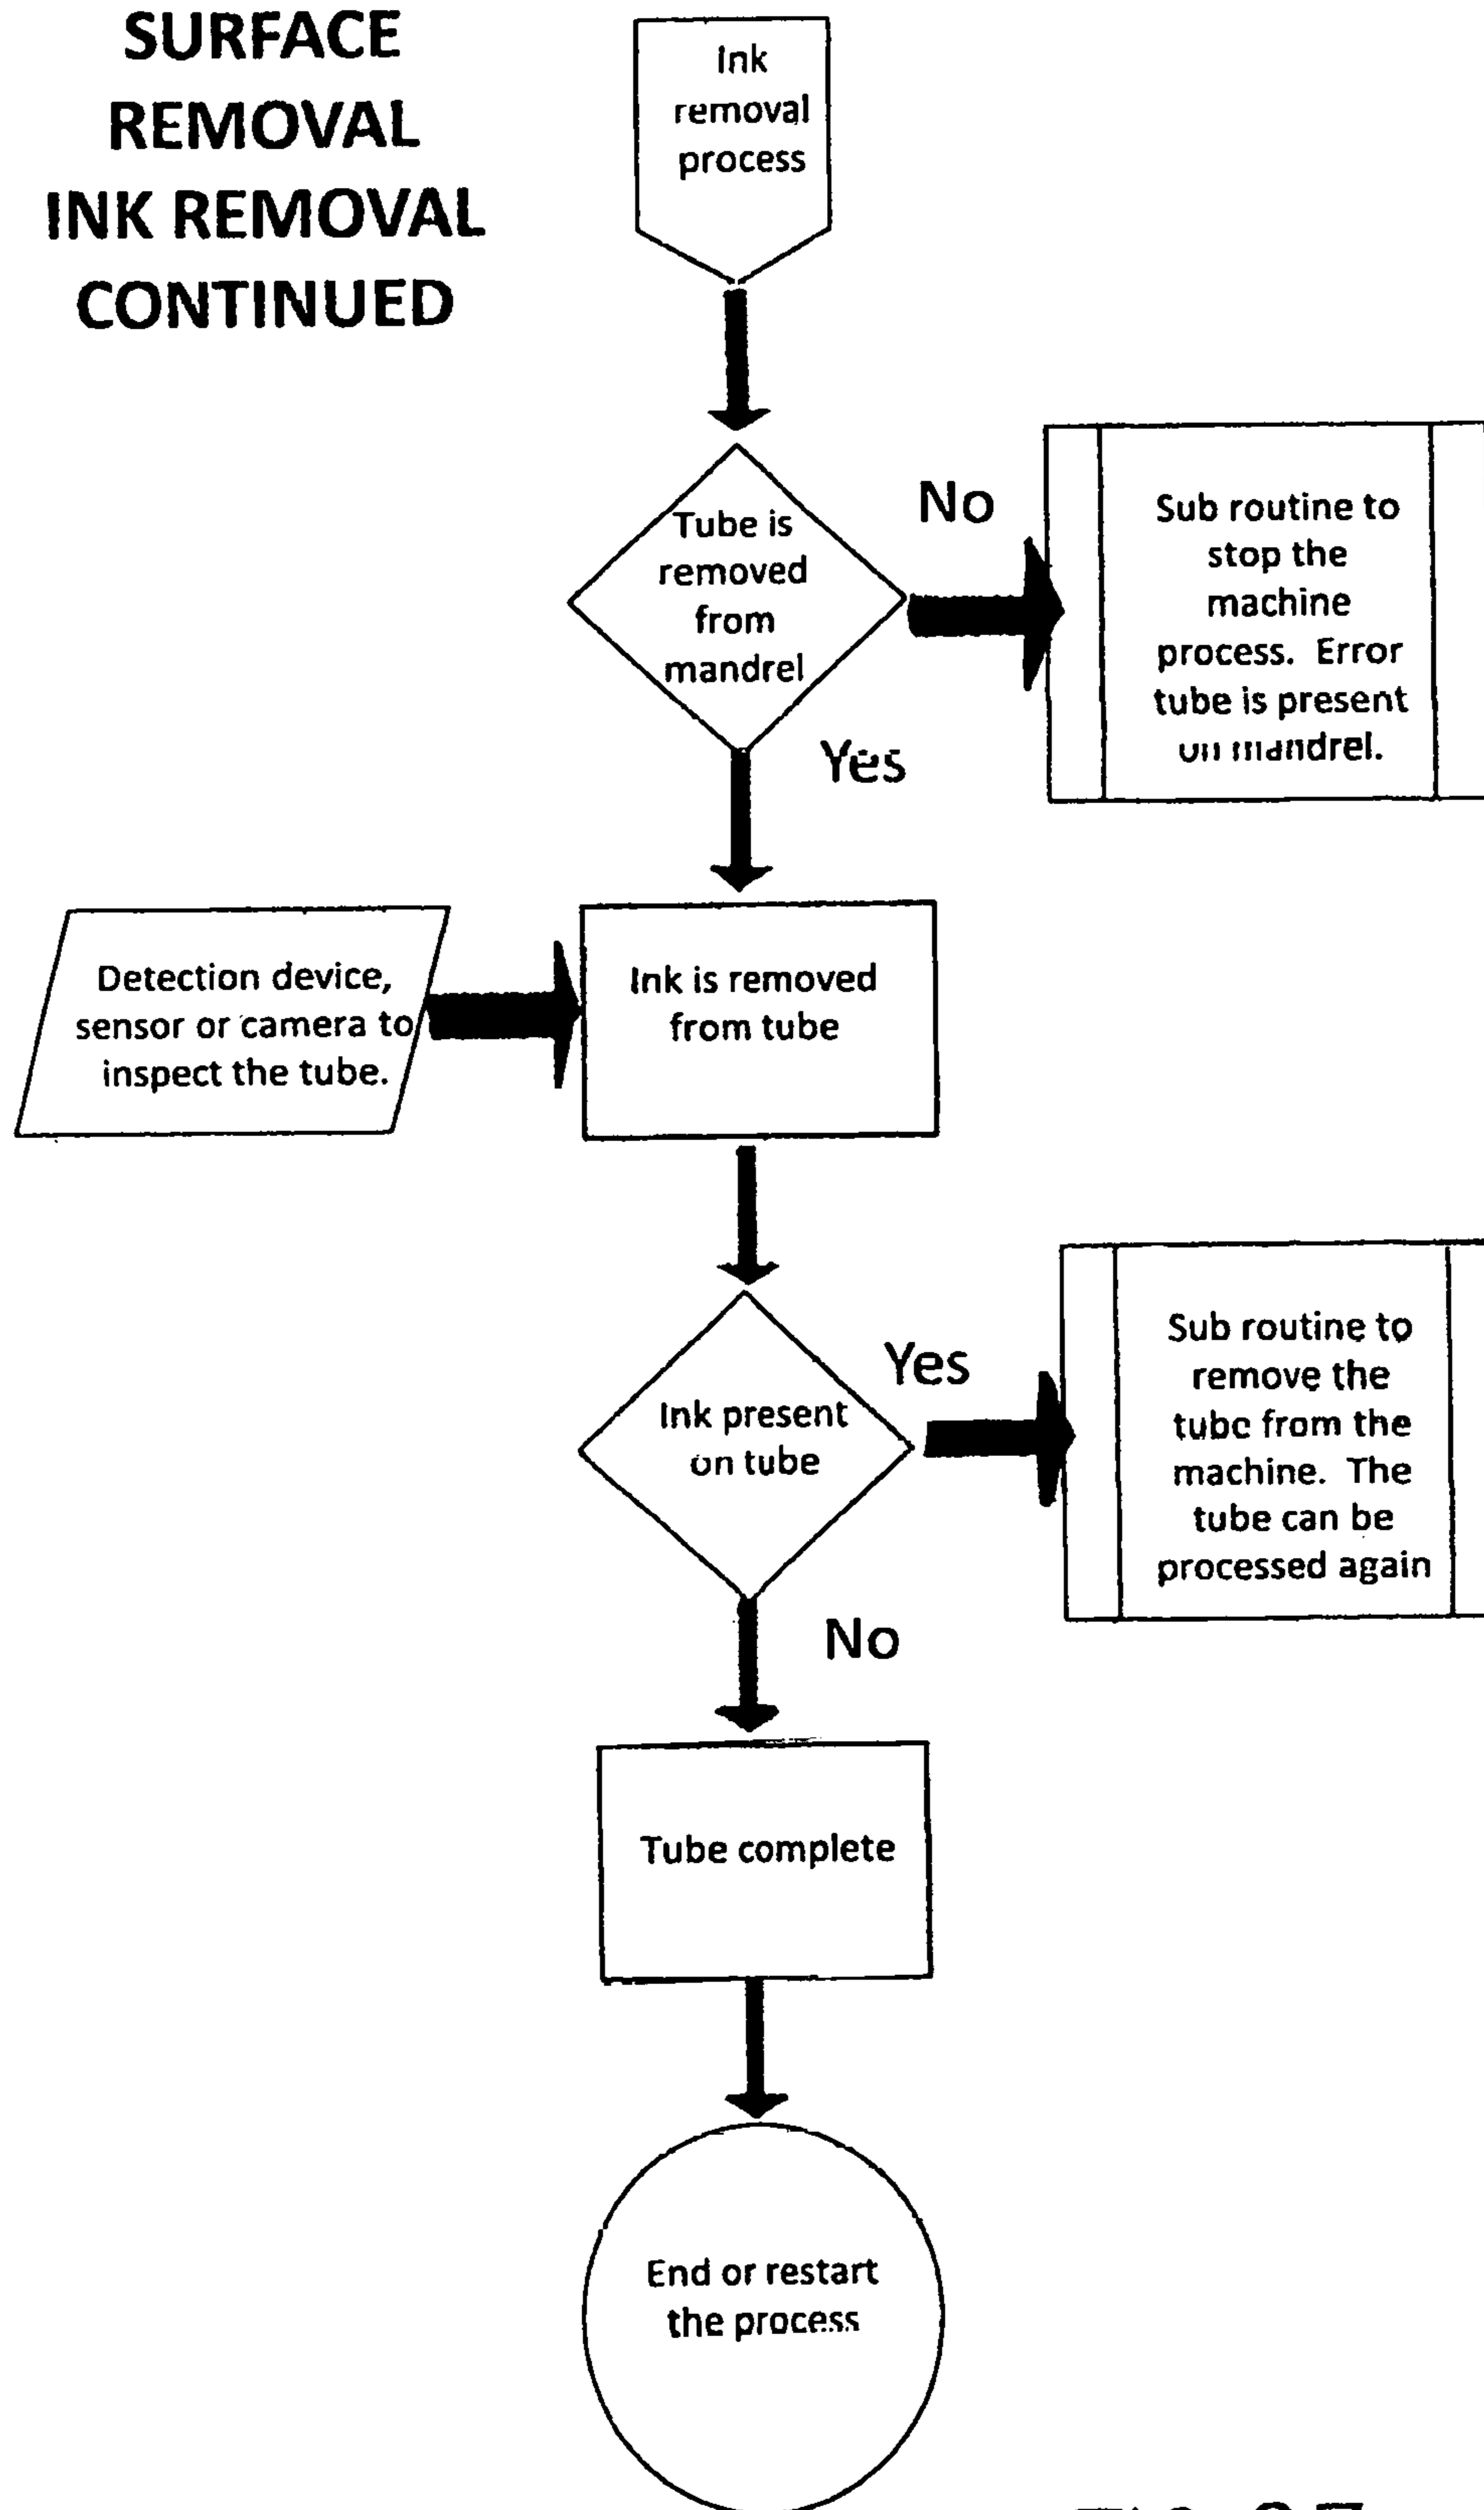 SURFACE
REMOVAL
INK REMOVAL
CONTINUED
Ink
removal
process
Tube is
removed
from
mandrel
No
Sub routine to
stop the
machine
process. Error
tube is present
on mandrel.
Yes
Detection device,
sensor or camera to
inspect the tube.
Ink is removed
from tube
Ink present
on tube
Yes
Sub routine to
remove the
tube from the
machine. The
tube can be
processed again
No
Tube complete
End or restart
the process